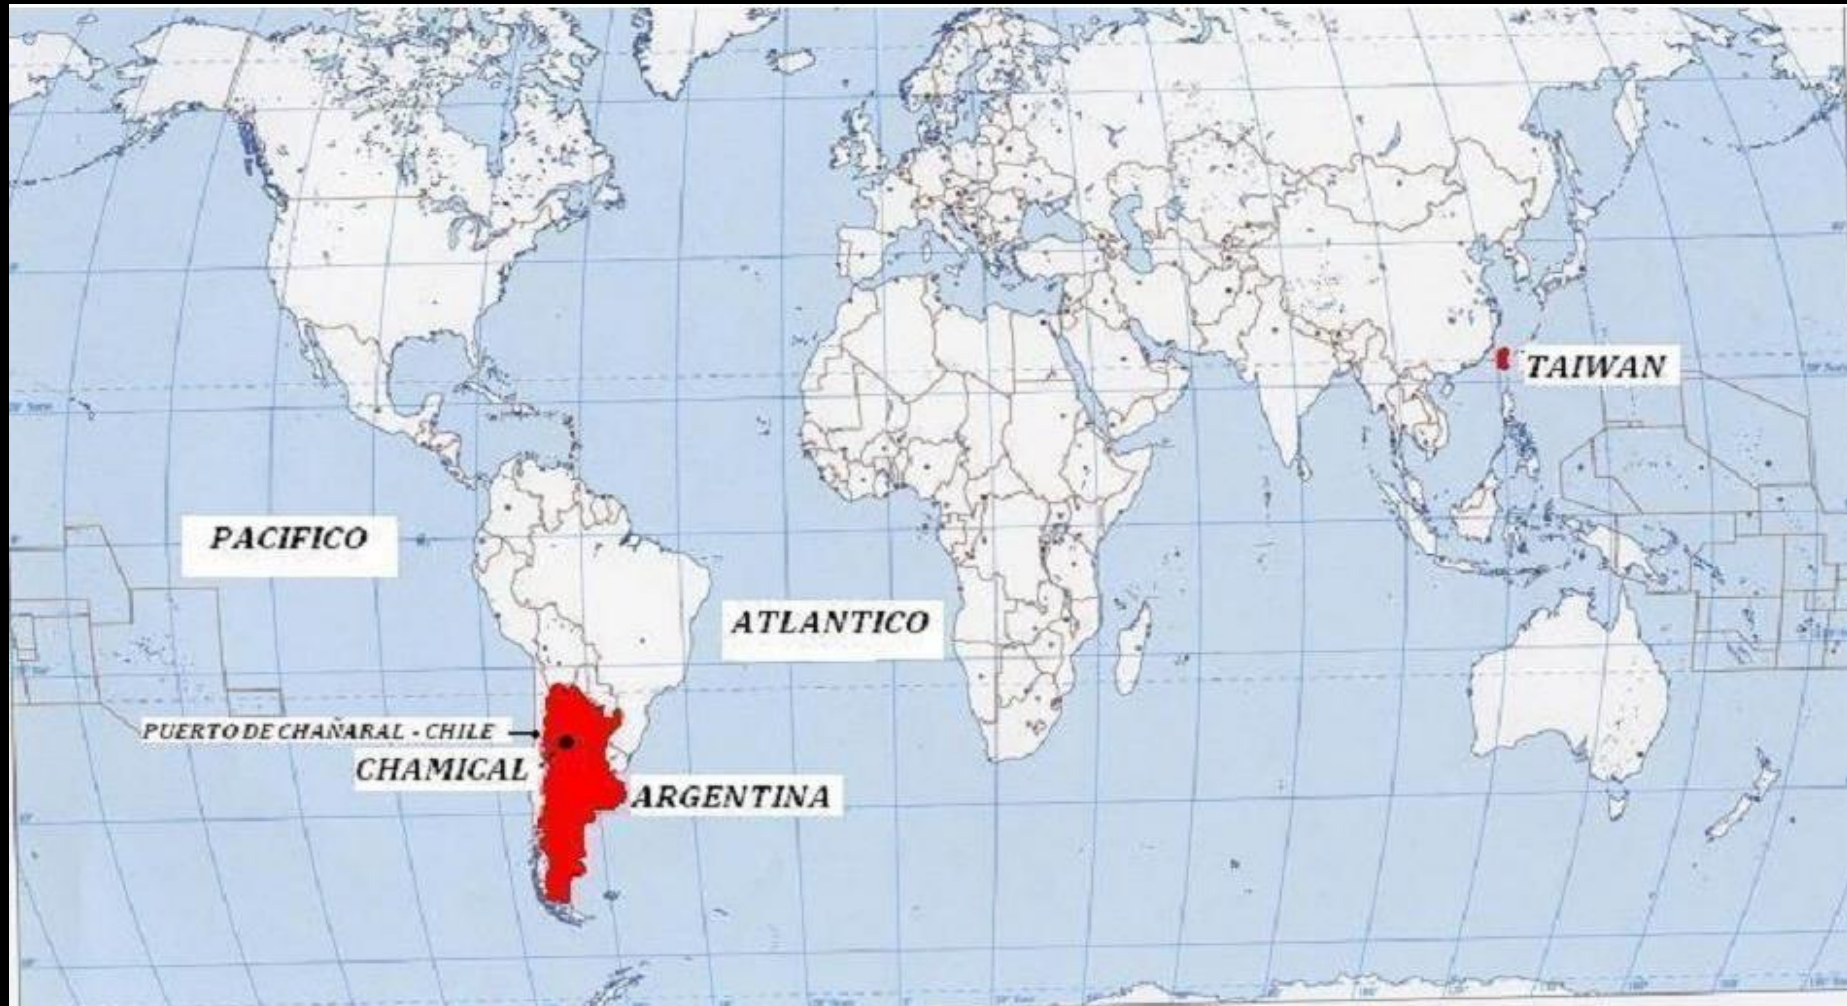 TAIWAN
PACIFICO
ATLANTICO
PUERTO DE CHAÑARAL - CHILE
CHAMICAL
ARGENTINA